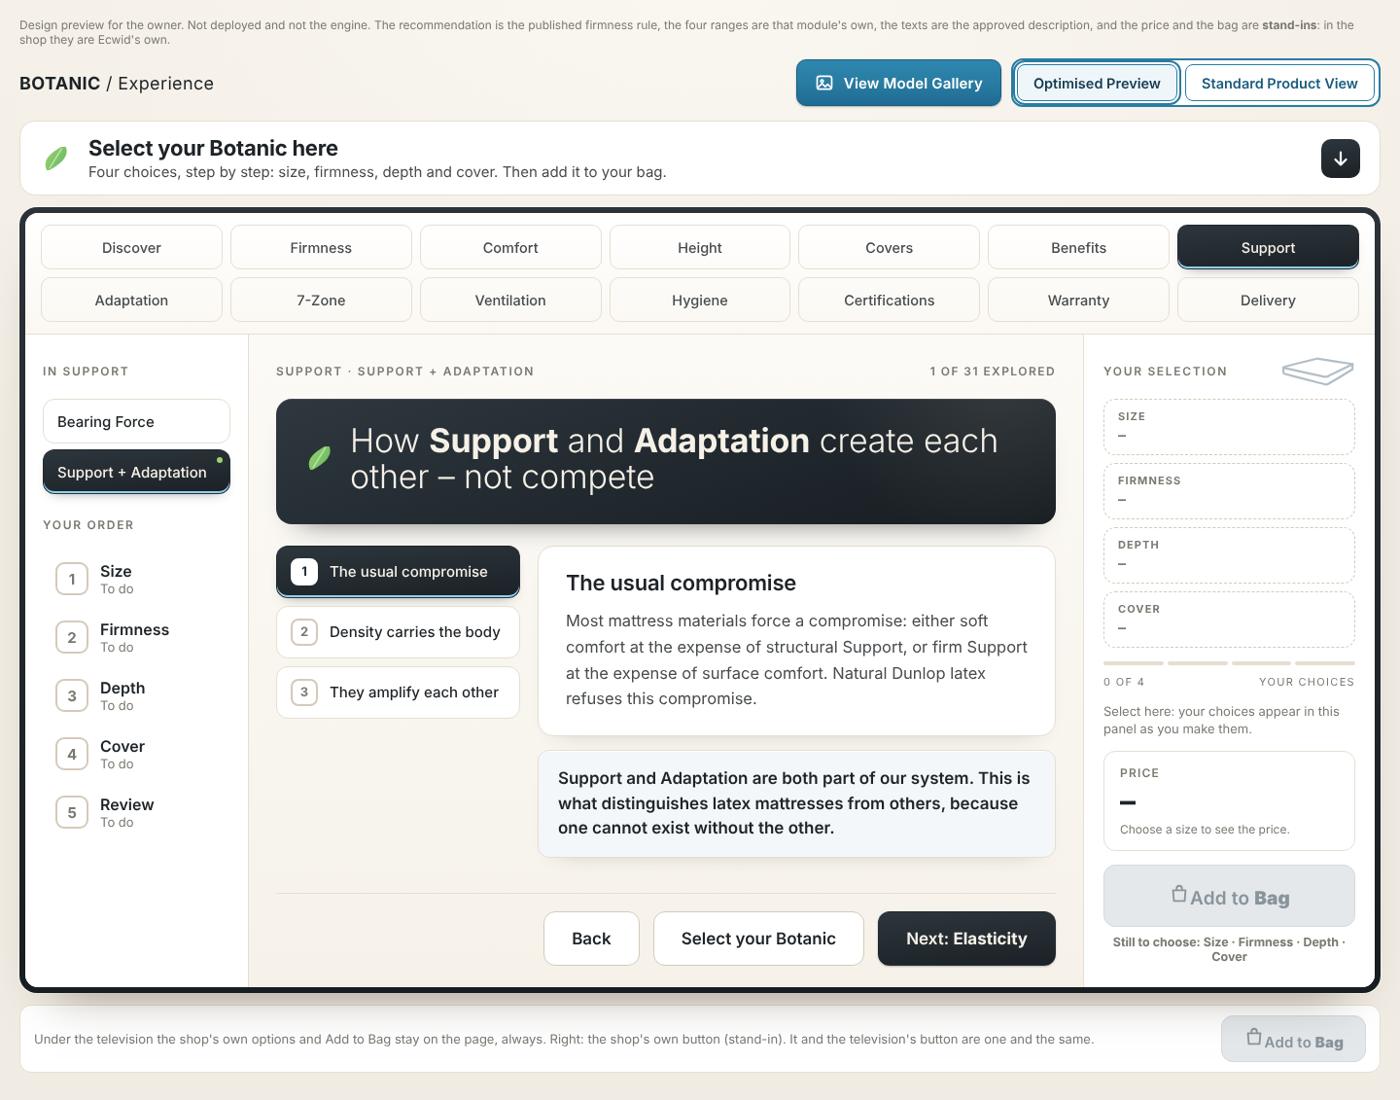 Design preview for the owner. Not deployed and not the engine. The recommendation is the published firmness rule, the four ranges are that module's own, the texts are the approved description, and the price and the bag are stand-ins: in the
shop they are Ecwid's own.
BOTANIC / Experience
View Model Gallery
Optimised Preview
Standard Product View
Select your Botanic here
Four choices, step by step: size, firmness, depth and cover. Then add it to your bag.
Discover
Firmness
Comfort
Height
Covers
Benefits
Support
Adaptation
7-Zone
Ventilation
Hygiene
Certifications
Warranty
Delivery
IN SUPPORT
Bearing Force
Support + Adaptation
YOUR ORDER
1
Size
To do
2
Firmness
To do
3
Depth
To do
4
Cover
To do
5
Review
To do
SUPPORT · SUPPORT + ADAPTATION
1 OF 31 EXPLORED
How Support and Adaptation create each
other – not compete
1 The usual compromise
2 Density carries the body
3 They amplify each other
The usual compromise
Most mattress materials force a compromise: either soft
comfort at the expense of structural Support, or firm Support
at the expense of surface comfort. Natural Dunlop latex
refuses this compromise.
Support and Adaptation are both part of our system. This is
what distinguishes latex mattresses from others, because
one cannot exist without the other.
Back
Select your Botanic
Next: Elasticity
YOUR SELECTION
SIZE
–
FIRMNESS
–
DEPTH
–
COVER
–
0 OF 4
YOUR CHOICES
Select here: your choices appear in this
panel as you make them.
PRICE
–
Choose a size to see the price.
Add to Bag
Still to choose: Size · Firmness · Depth ·
Cover
Under the television the shop's own options and Add to Bag stay on the page, always. Right: the shop's own button (stand-in). It and the television's button are one and the same.
Add to Bag